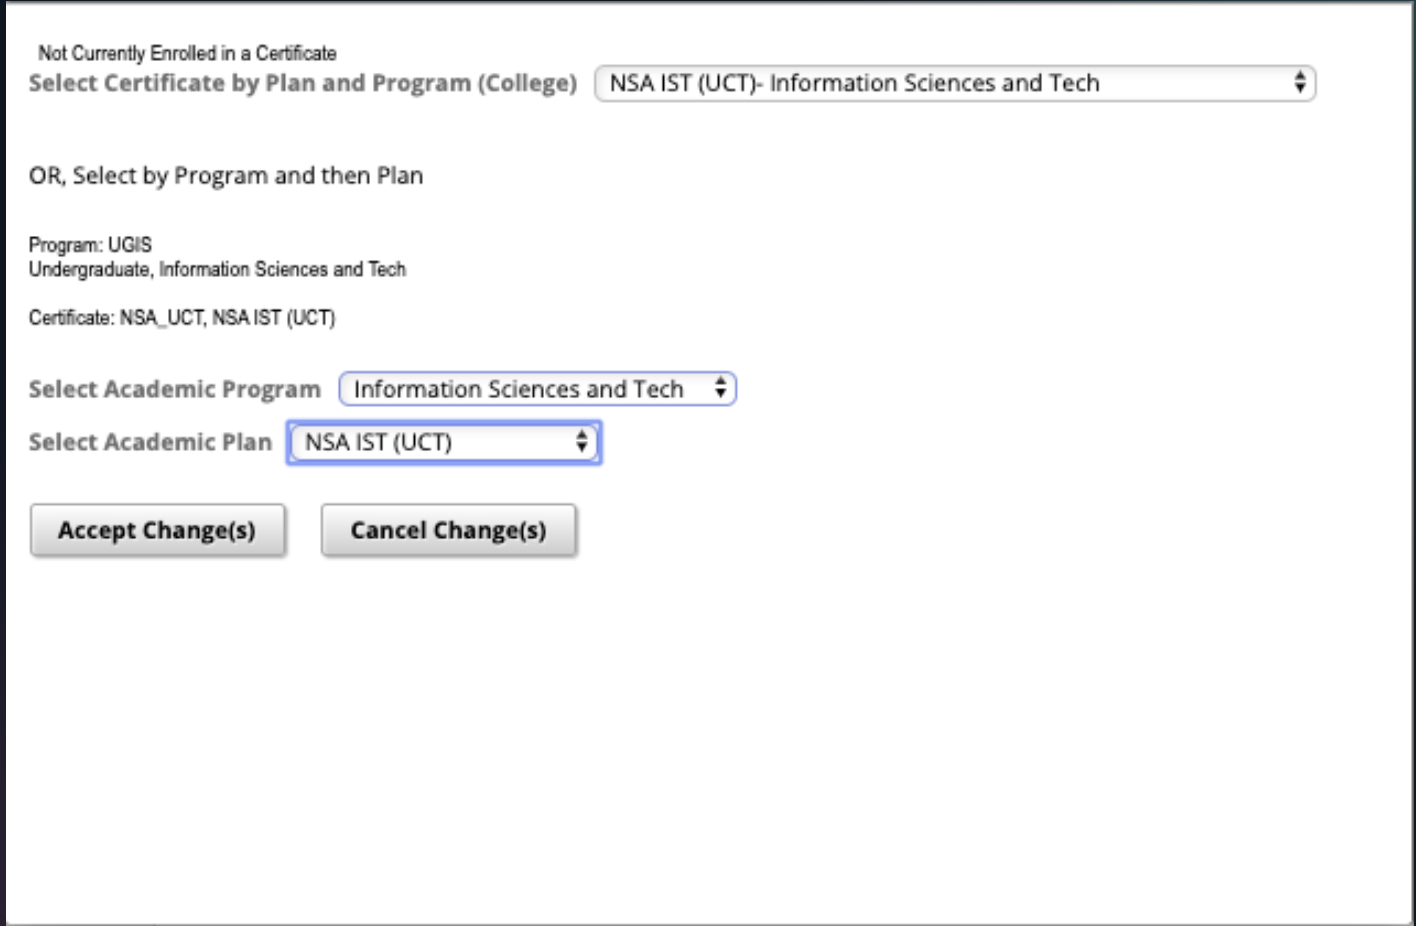 Not Currently Enrolled in a Certificate
Select Certificate by Plan and Program (College) NSA IST (UCT)- Information Sciences and Tech
OR, Select by Program and then Plan
Program: UGIS
Undergraduate, Information Sciences and Tech
Certificate: NSA_UCT, NSA IST (UCT)
Select Academic Program Information Sciences and Tech
Select Academic Plan NSA IST (UCT)
Accept Change(s) Cancel Change(s)